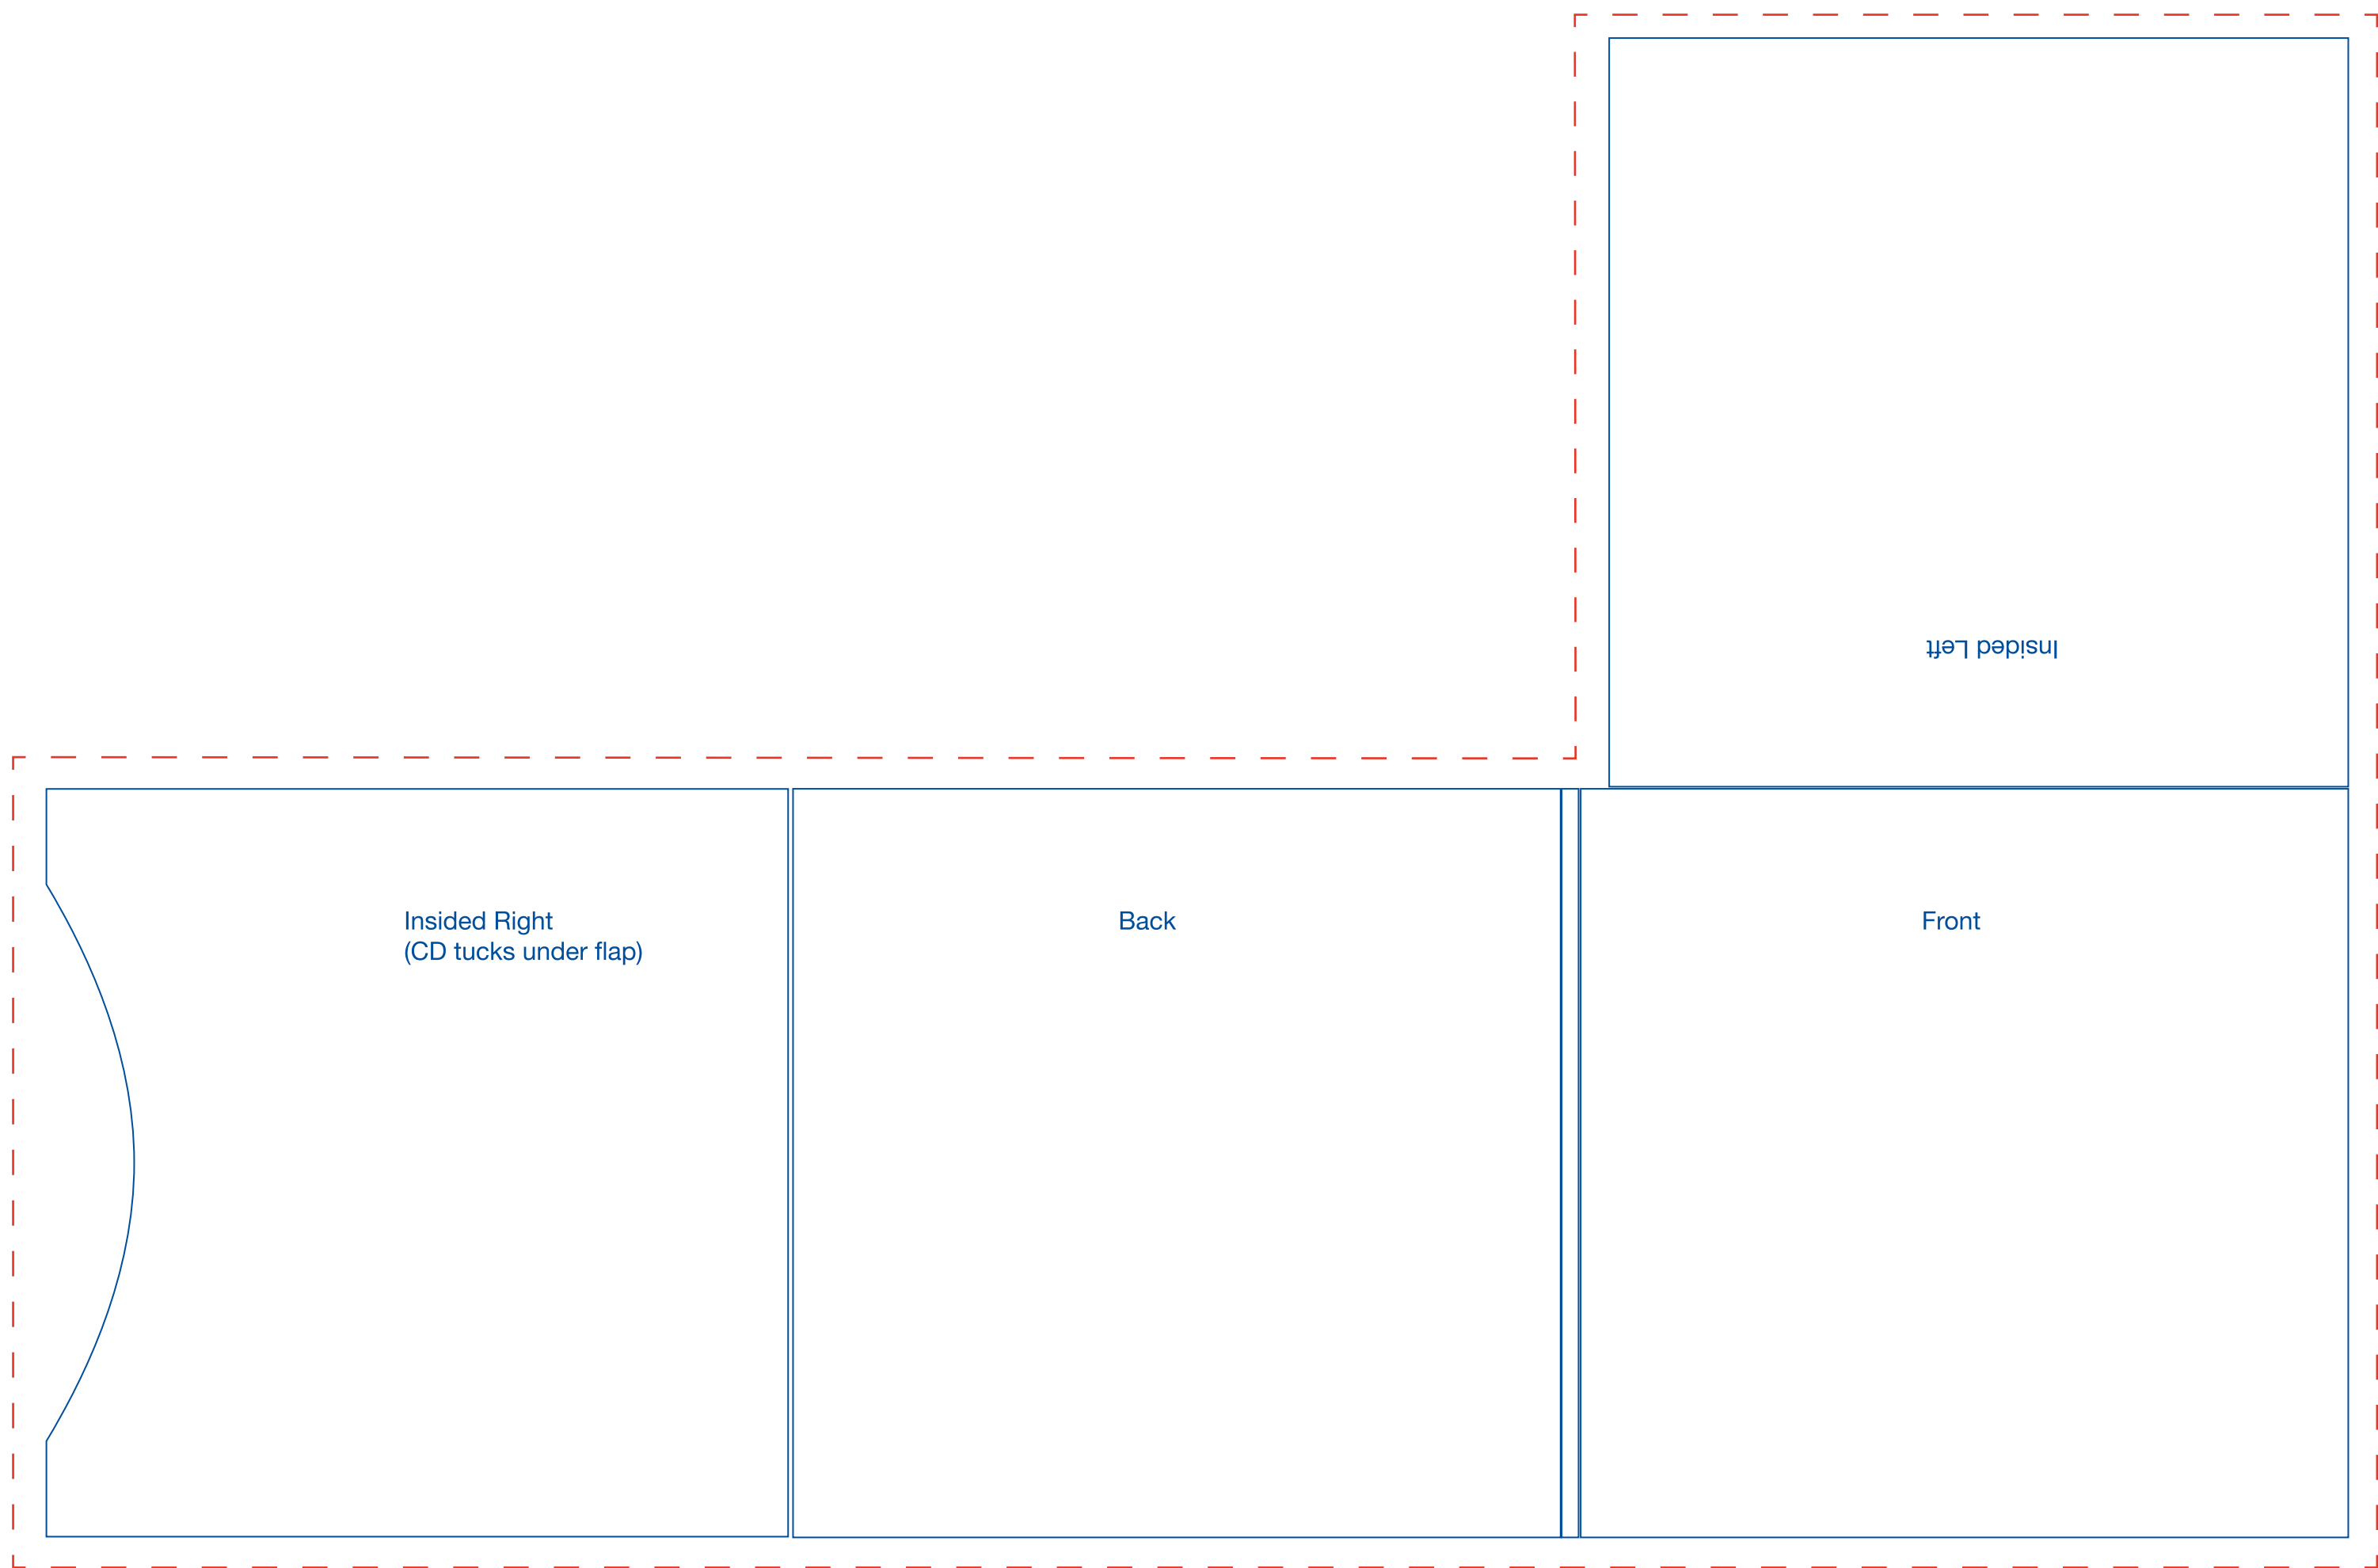 Insided Left
Insided Right
(CD tucks under flap)
Back
Front